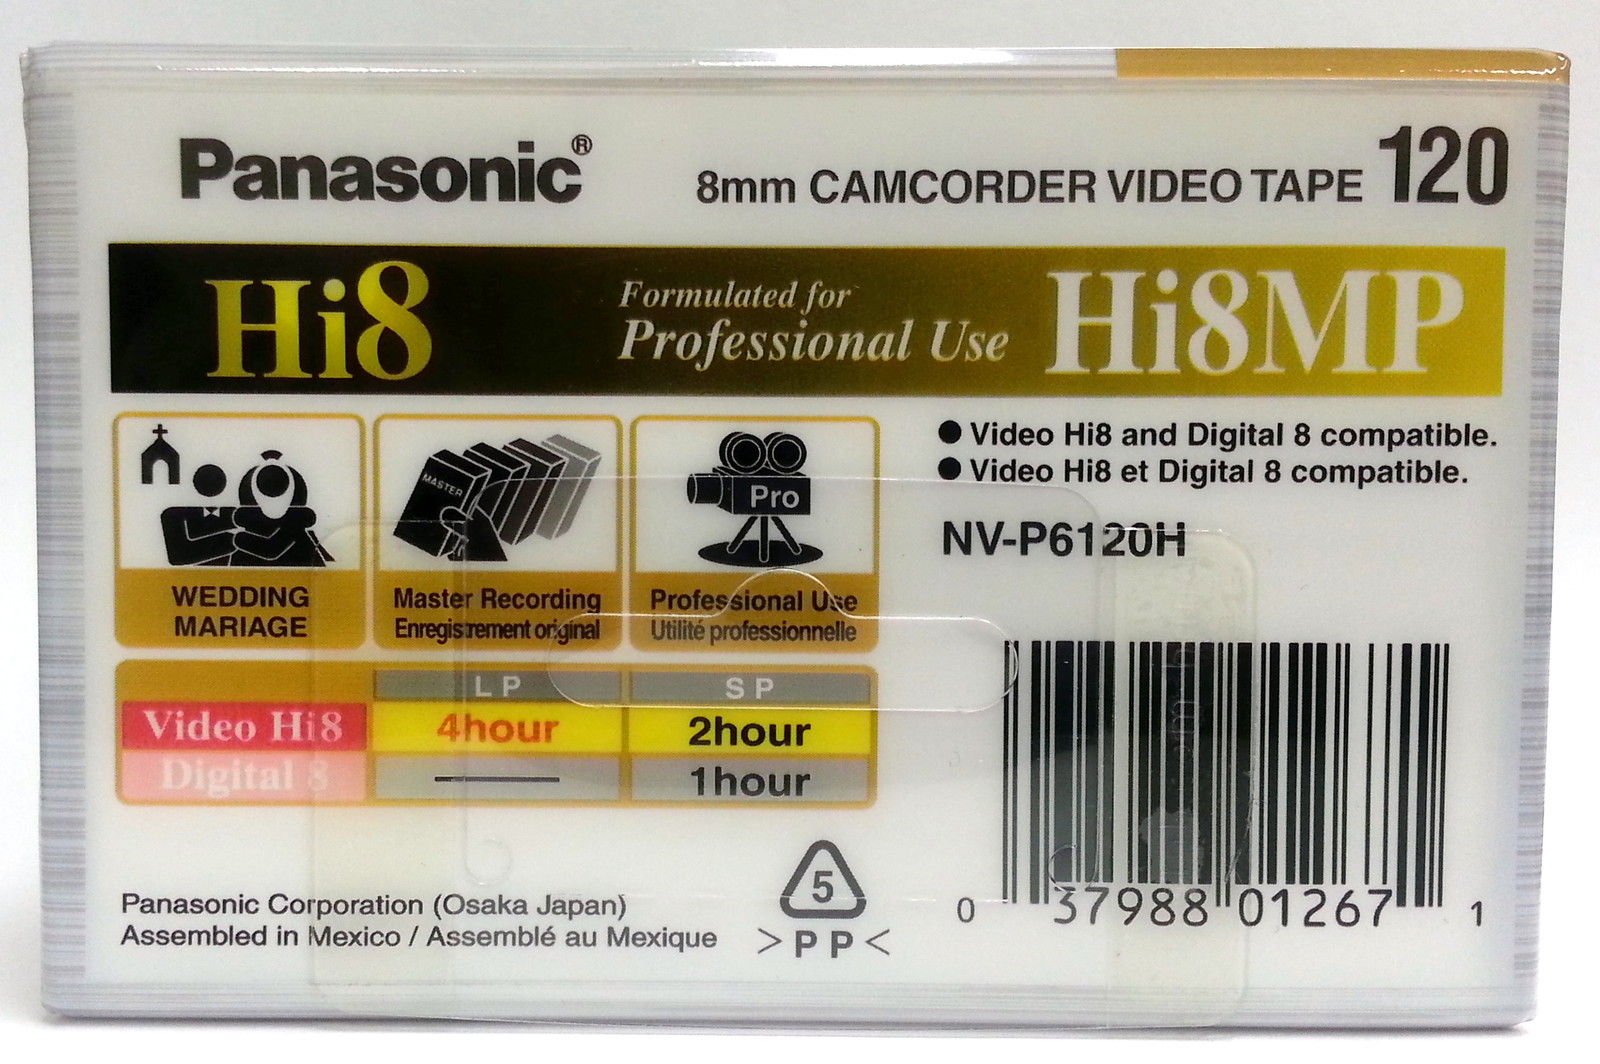 Panasonic®
8mm CAMCORDER VIDEO TAPE 120
Hi8
Formulated for
Professional Use
Hi8MP
WEDDING
MARIAGE
MASTER
Master Recording
Enregistrement original
Pro
Professional Use
Utilité professionnelle
● Video Hi8 and Digital 8 compatible.
● Video Hi8 et Digital 8 compatible.
NV-P6120H
LP SP
Video Hi8 4hour 2hour
Digital 8 — 1hour
Panasonic Corporation (Osaka Japan)
Assembled in Mexico / Assemblé au Mexique
5
>PP<
0 37988 01267 1